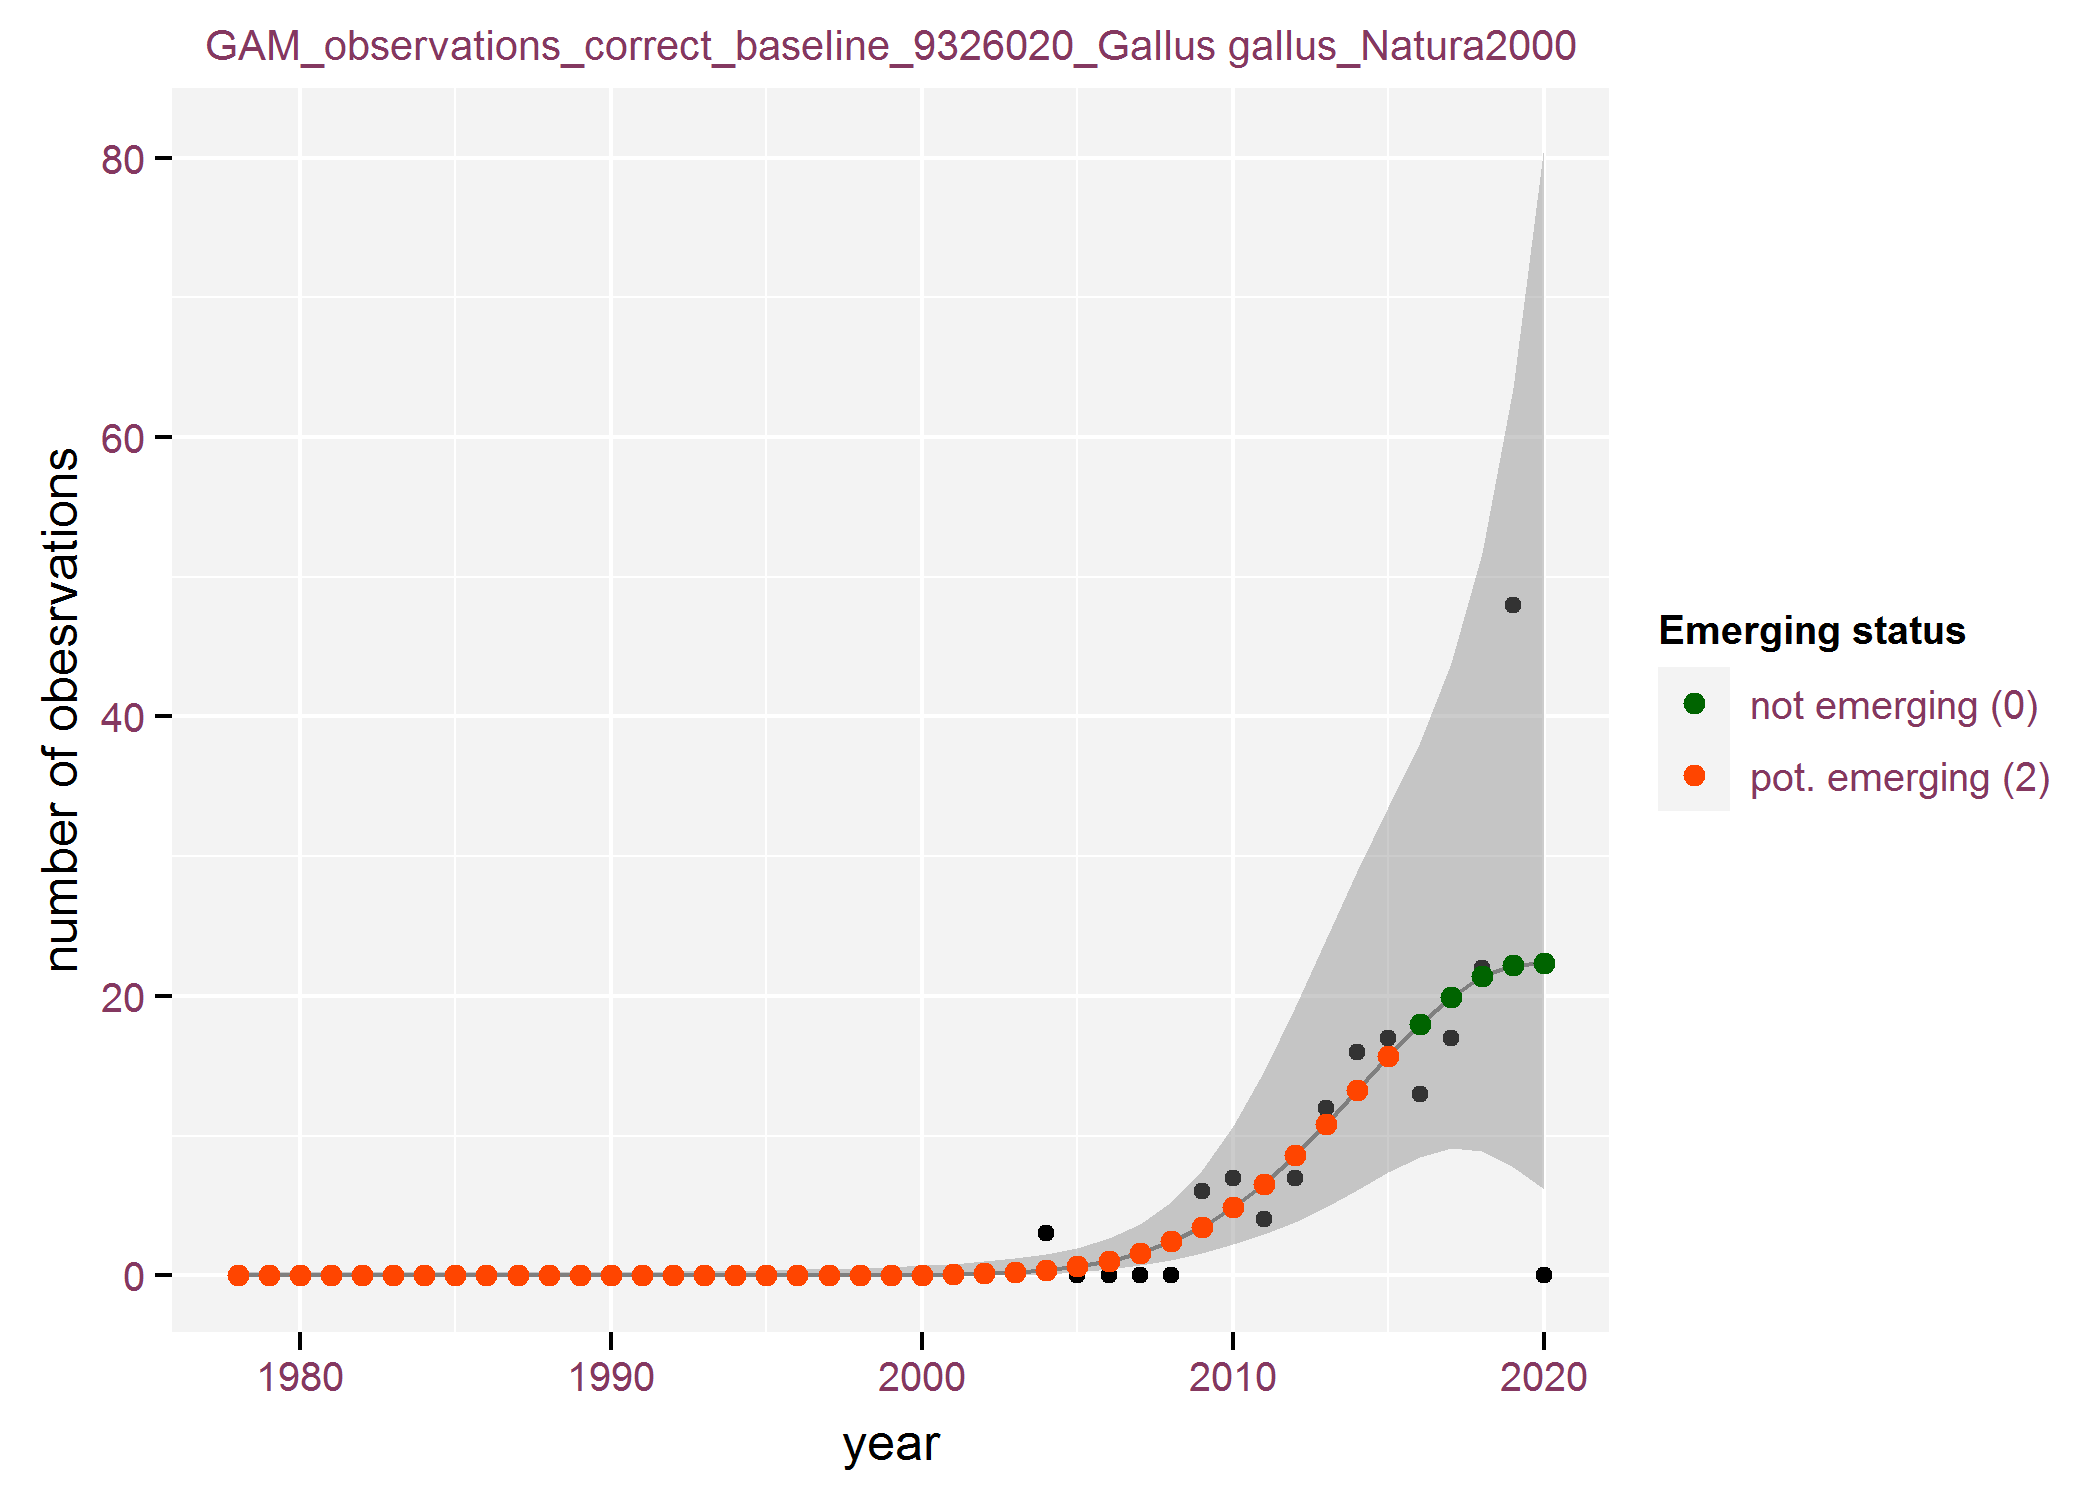 GAM_observations_correct_baseline_9326020_Gallus gallus_Natura2000
number of obesrvations
80
60
40
20
0
1980 1990 2000 2010 2020
year
Emerging status
not emerging (0)
pot. emerging (2)